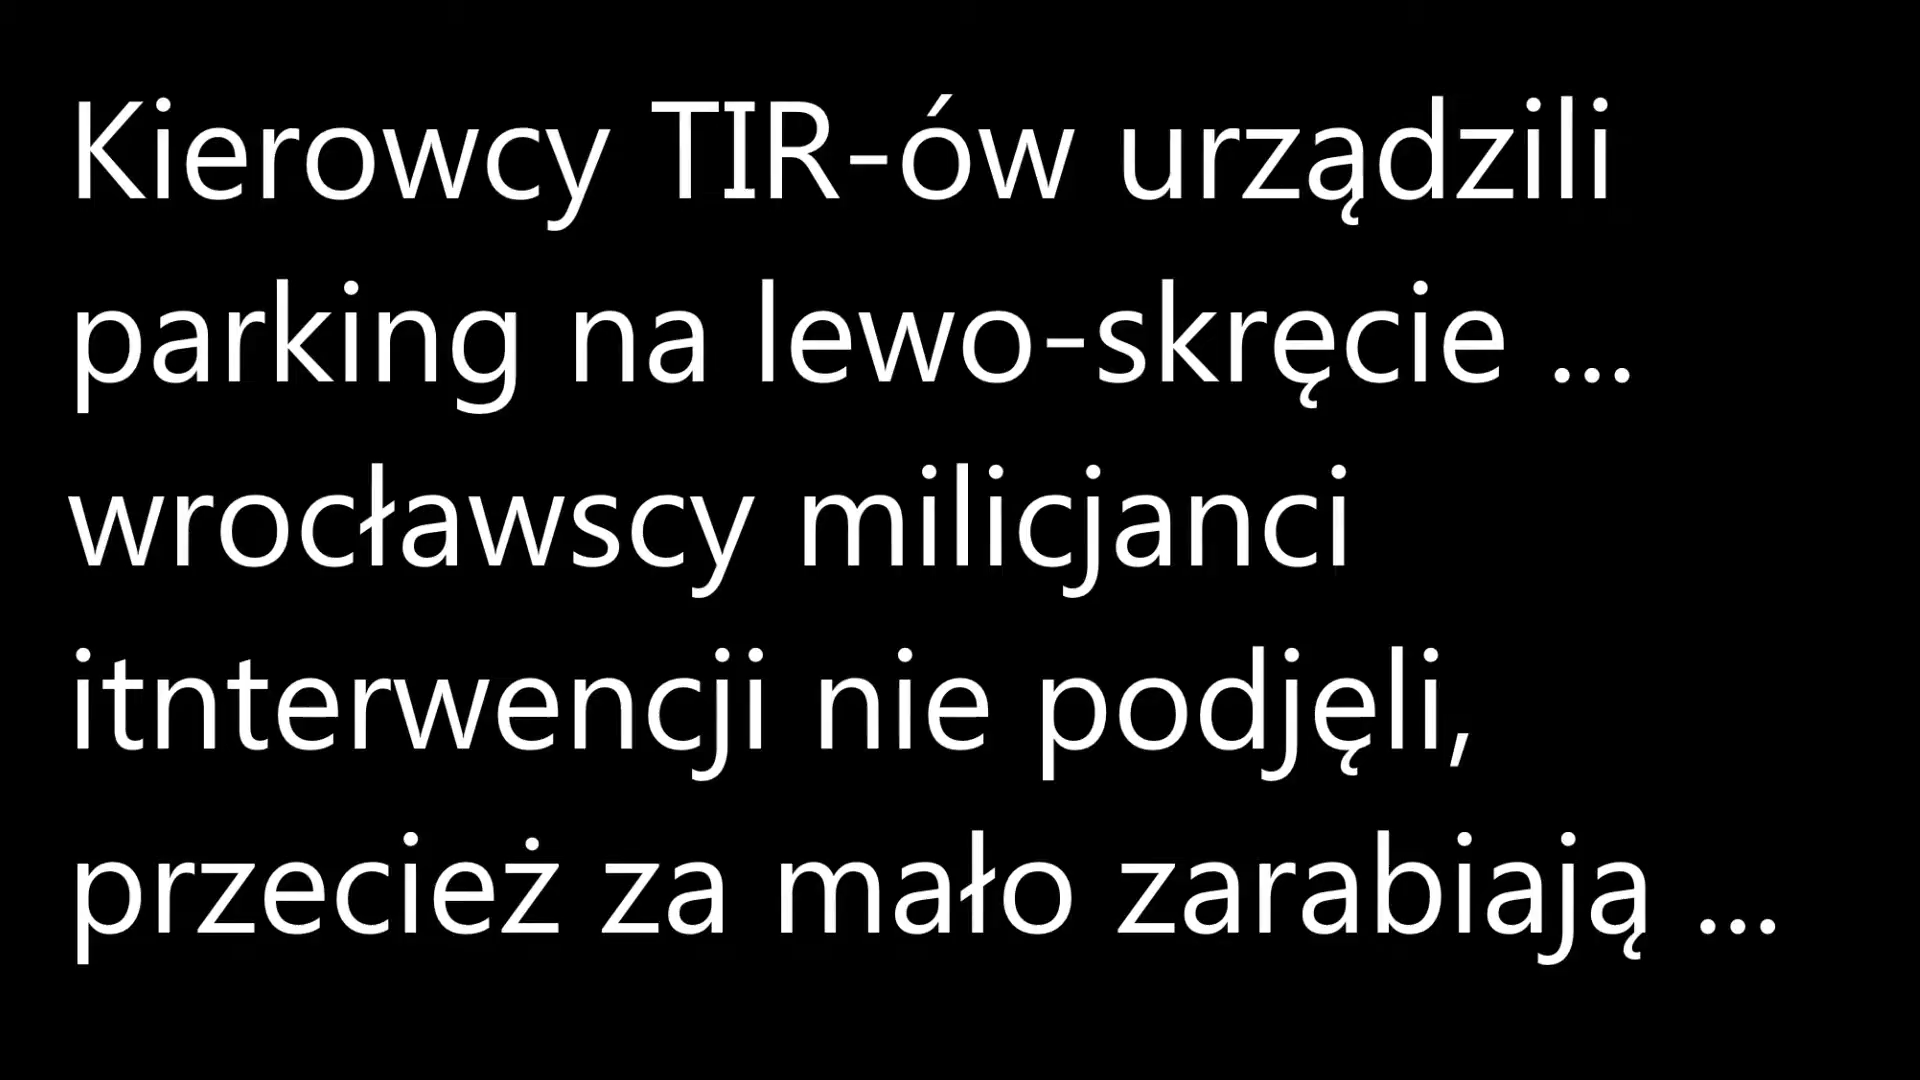 Kierowcy TIR-ów urządzili
parking na lewo-skręcie ...
wrocławscy milicjanci
itnterwencji nie podjęli,
przecież za mało zarabiają ...